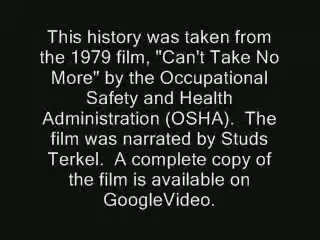 This history was taken from
the 1979 film, "Can't Take No
More" by the Occupational
Safety and Health
Administration (OSHA).  The
film was narrated by Studs
Terkel.  A complete copy of
the film is available on
GoogleVideo.